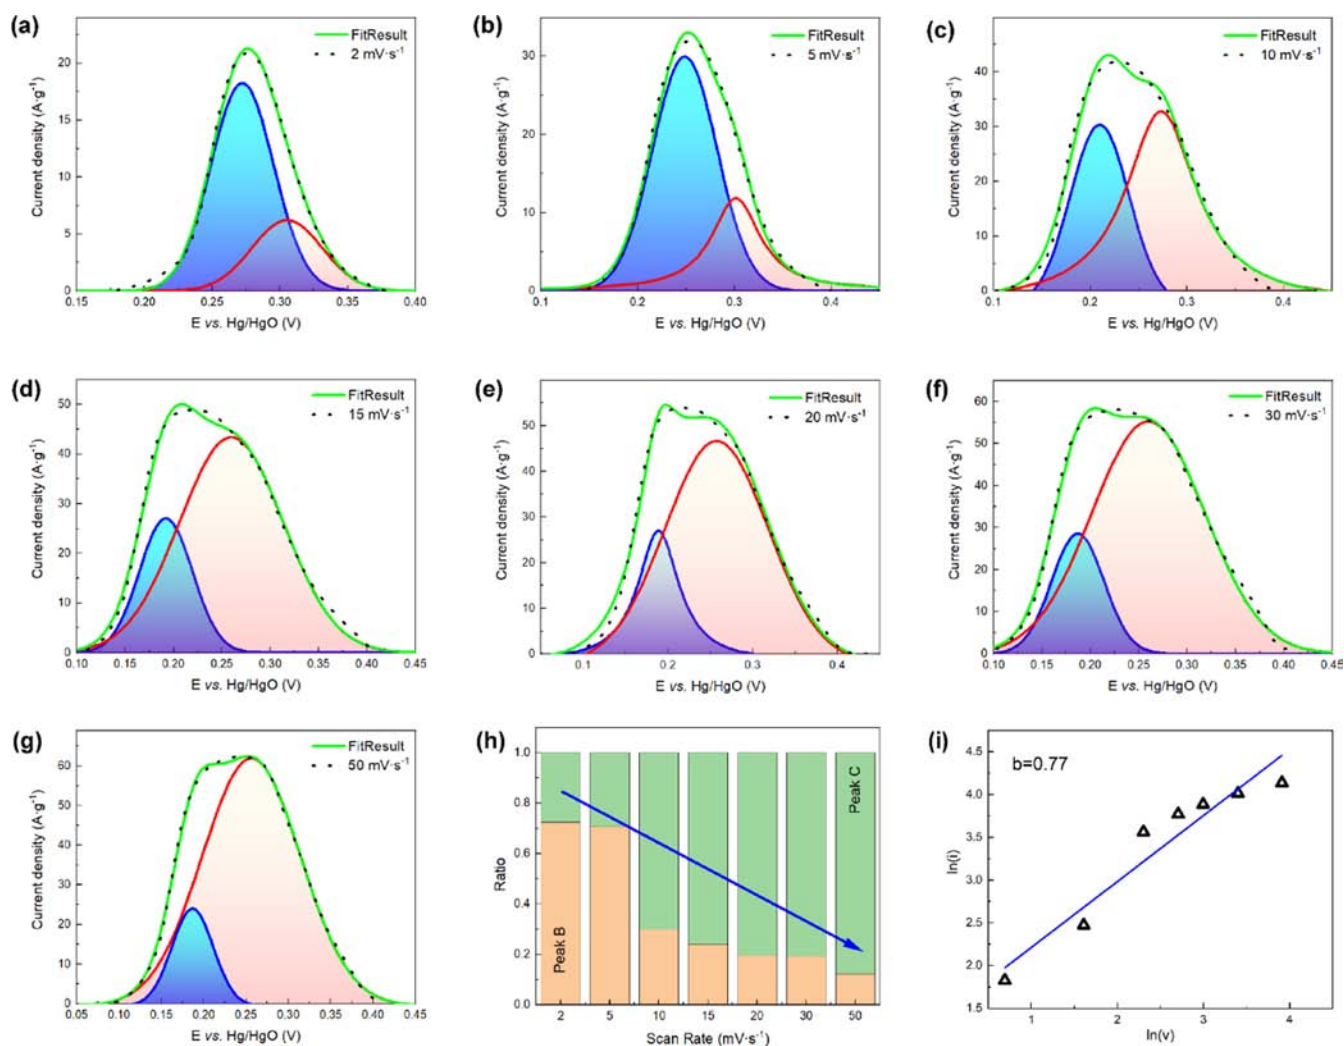 (a)
FitResult
2 mV·s⁻¹
Current density (A·g⁻¹)
20
15
10
5
0
0.15 0.20 0.25 0.30 0.35 0.40
E vs. Hg/HgO (V)
(b)
FitResult
5 mV·s⁻¹
Current density (A·g⁻¹)
30
20
10
0
0.1 0.2 0.3 0.4
E vs. Hg/HgO (V)
(c)
FitResult
10 mV·s⁻¹
Current density (A·g⁻¹)
50
40
30
20
10
0
0.1 0.2 0.3 0.4
E vs. Hg/HgO (V)
(d)
FitResult
15 mV·s⁻¹
Current density (A·g⁻¹)
50
40
30
20
10
0
0.10 0.15 0.20 0.25 0.30 0.35 0.40 0.45
E vs. Hg/HgO (V)
(e)
FitResult
20 mV·s⁻¹
Current density (A·g⁻¹)
50
40
30
20
10
0
0.1 0.2 0.3 0.4
E vs. Hg/HgO (V)
(f)
FitResult
30 mV·s⁻¹
Current density (A·g⁻¹)
60
50
40
30
20
10
0
0.10 0.15 0.20 0.25 0.30 0.35 0.40 0.45
E vs. Hg/HgO (V)
(g)
FitResult
50 mV·s⁻¹
Current density (A·g⁻¹)
60
50
40
30
20
10
0
0.05 0.10 0.15 0.20 0.25 0.30 0.35 0.40 0.45
E vs. Hg/HgO (V)
(h)
Ratio
1.0
0.8
0.6
0.4
0.2
0.0
Peak B
Peak C
2 5 10 15 20 30 50
Scan Rate (mV·s⁻¹)
(i)
b=0.77
ln(i)
4.5
4.0
3.5
3.0
2.5
2.0
1.5
1 2 3 4
ln(v)